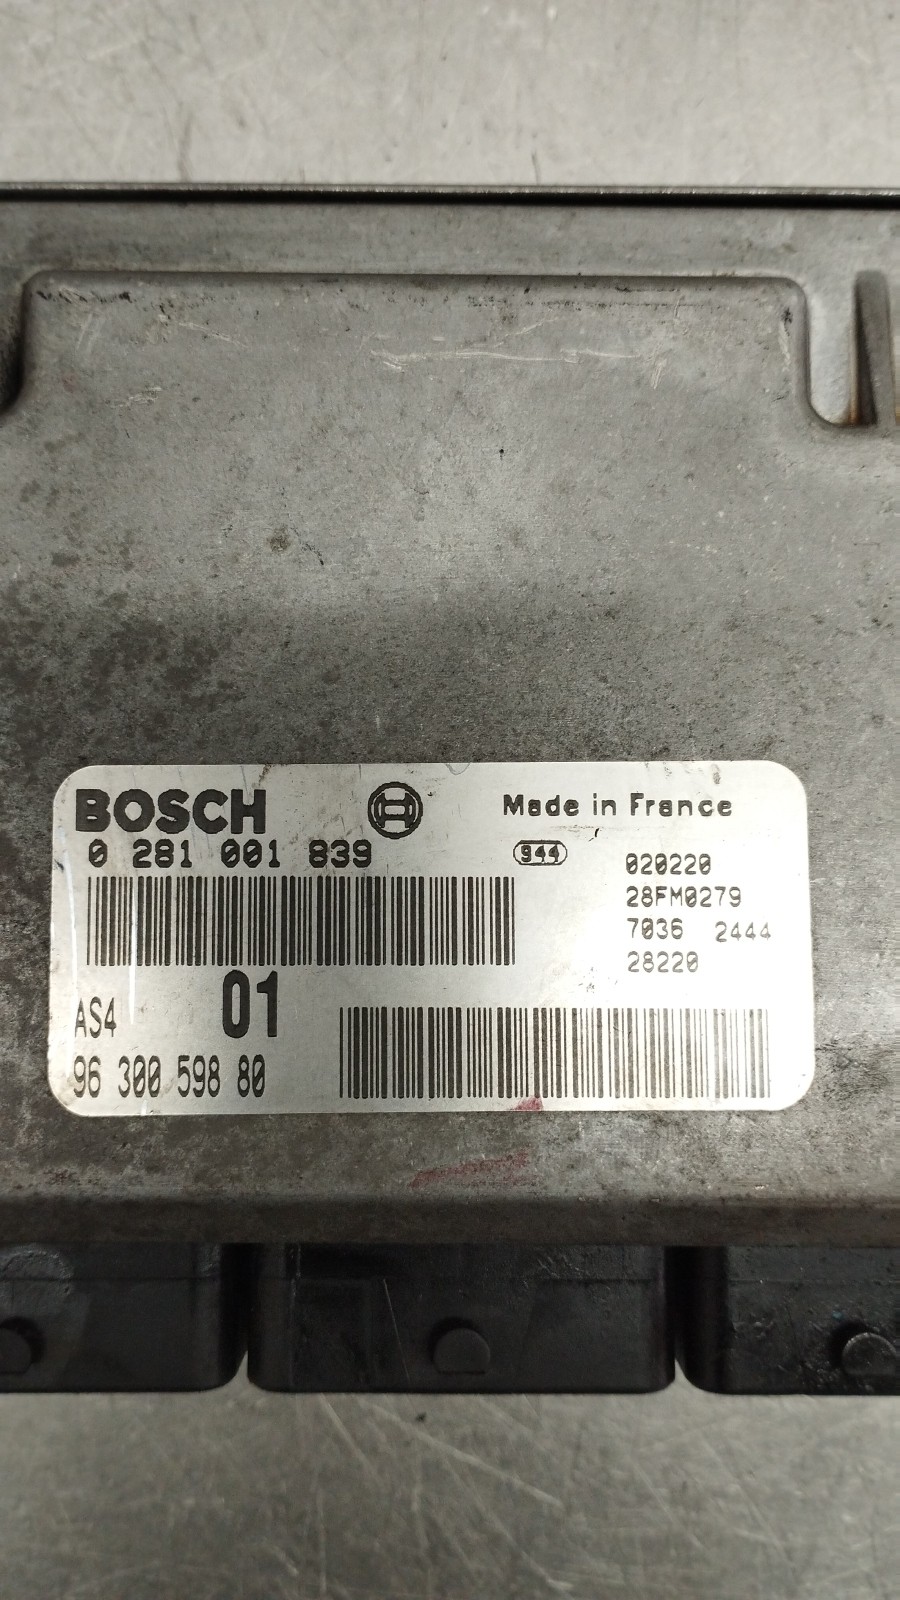 BOSCH
Made in France
0 281 001 839
944
020220
28FM0279
7036 2444
28220
AS4 01
96 300 598 80